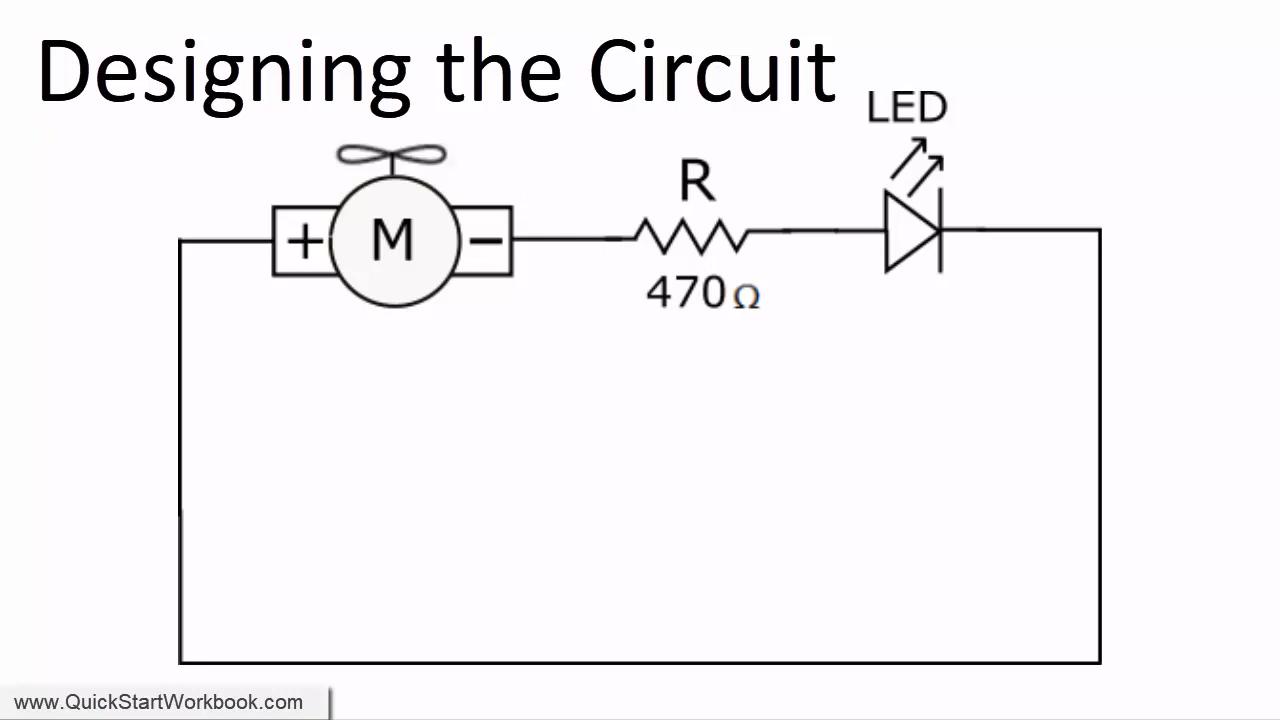 Designing the Circuit
LED
R
+ M −
470Ω
www.QuickStartWorkbook.com